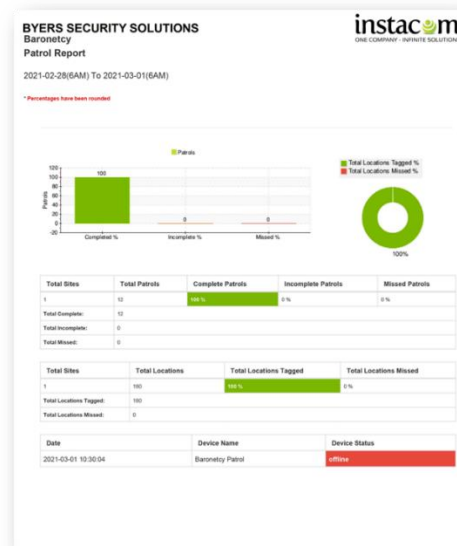 BYERS SECURITY SOLUTIONS
Baronetcy
Patrol Report
instacom
ONE COMPANY - INFINITE SOLUTION
2021-02-28(6AM) To 2021-03-01(6AM)
* Percentages have been rounded
Patrols
Total Locations Tagged %
Total Locations Missed %
Patrols
120
100
80
60
40
20
0
-20
100
0
0
Completed %
Incomplete %
Missed %
100%
Total Sites Total Patrols Complete Patrols Incomplete Patrols Missed Patrols
1 12 100 % 0 % 0 %
Total Complete: 12
Total Incomplete: 0
Total Missed: 0
Total Sites Total Locations Total Locations Tagged Total Locations Missed
1 100 % 0 %
Total Locations Tagged:
Total Locations Missed: 0
Date Device Name Device Status
2021-03-01 10:30:04 Baronetcy Patrol offline